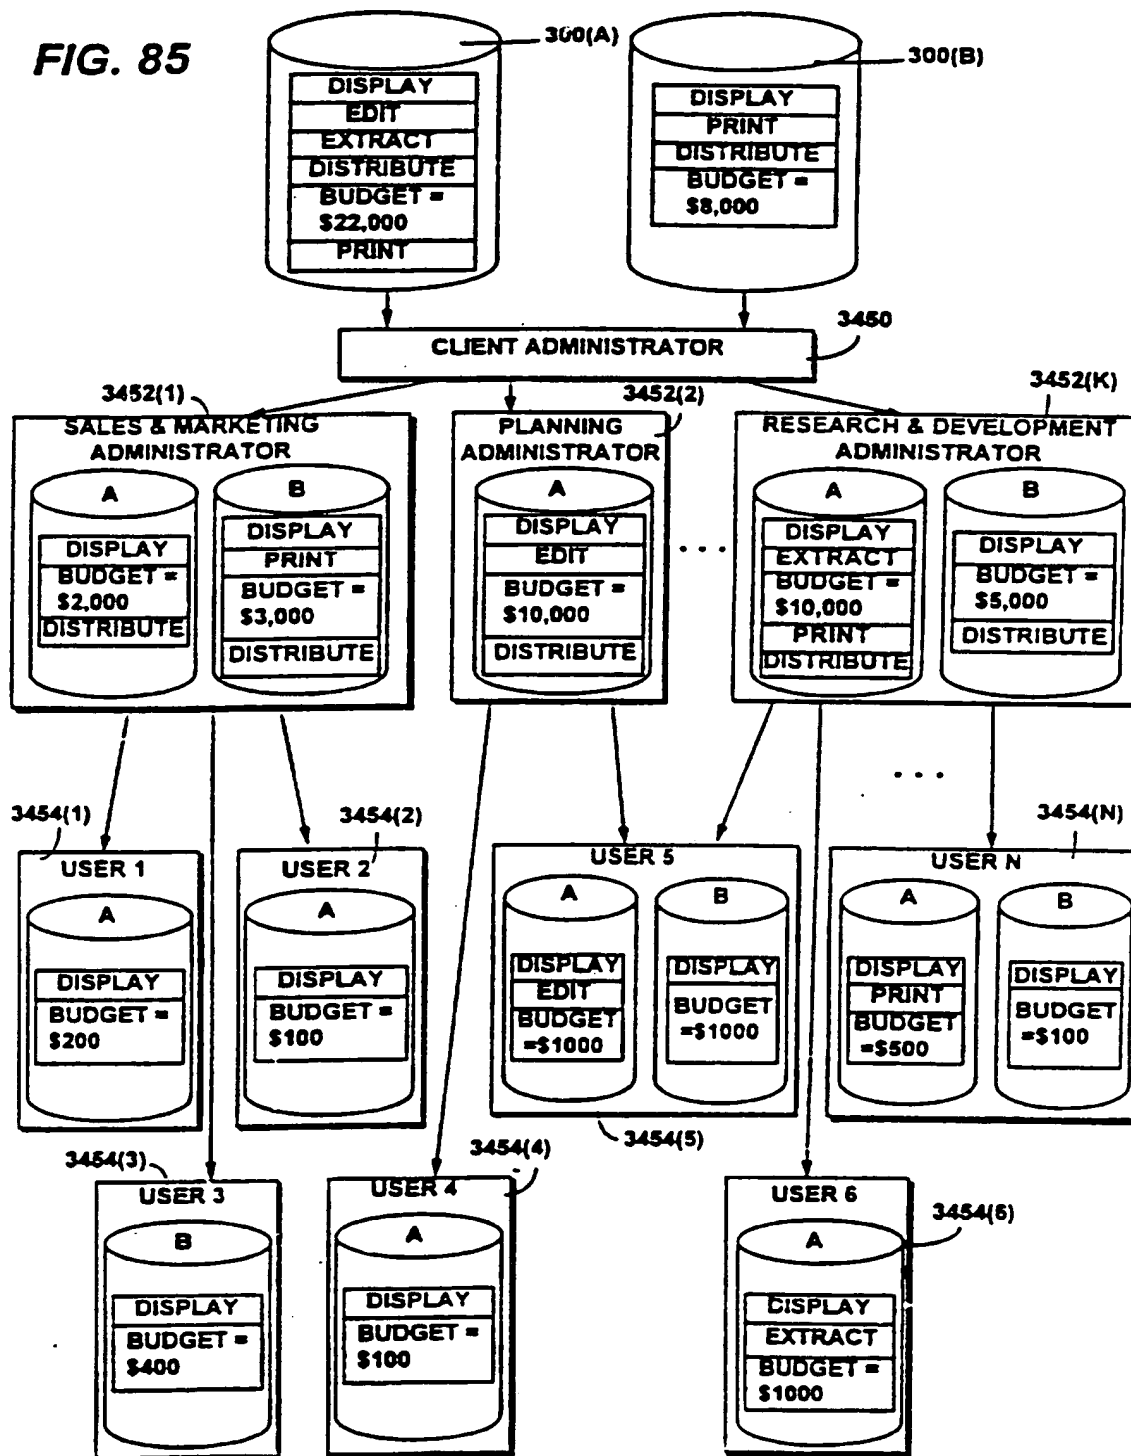 FIG. 85
300(A)
DISPLAY
EDIT
EXTRACT
DISTRIBUTE
BUDGET =
$22,000
PRINT
300(B)
DISPLAY
PRINT
DISTRIBUTE
BUDGET =
$8,000
CLIENT ADMINISTRATOR
3450
3452(1)
SALES & MARKETING
ADMINISTRATOR
A
DISPLAY
BUDGET =
$2,000
DISTRIBUTE
B
DISPLAY
PRINT
BUDGET =
$3,000
DISTRIBUTE
3452(2)
PLANNING
ADMINISTRATOR
A
DISPLAY
EDIT
BUDGET =
$10,000
DISTRIBUTE
. . .
3452(K)
RESEARCH & DEVELOPMENT
ADMINISTRATOR
A
DISPLAY
EXTRACT
BUDGET =
$10,000
PRINT
DISTRIBUTE
B
DISPLAY
BUDGET =
$5,000
DISTRIBUTE
. . .
3454(1)
USER 1
A
DISPLAY
BUDGET =
$200
3454(2)
USER 2
A
DISPLAY
BUDGET =
$100
USER 5
A
DISPLAY
EDIT
BUDGET
=$1000
B
DISPLAY
BUDGET
=$1000
3454(5)
3454(N)
USER N
A
DISPLAY
PRINT
BUDGET
=$500
B
DISPLAY
BUDGET
=$100
3454(3)
USER 3
B
DISPLAY
BUDGET =
$400
3454(4)
USER 4
A
DISPLAY
BUDGET =
$100
USER 6
3454(6)
A
DISPLAY
EXTRACT
BUDGET =
$1000